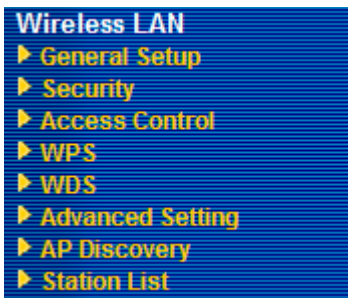 Wireless LAN
General Setup
Security
Access Control
WPS
WDS
Advanced Setting
AP Discovery
Station List